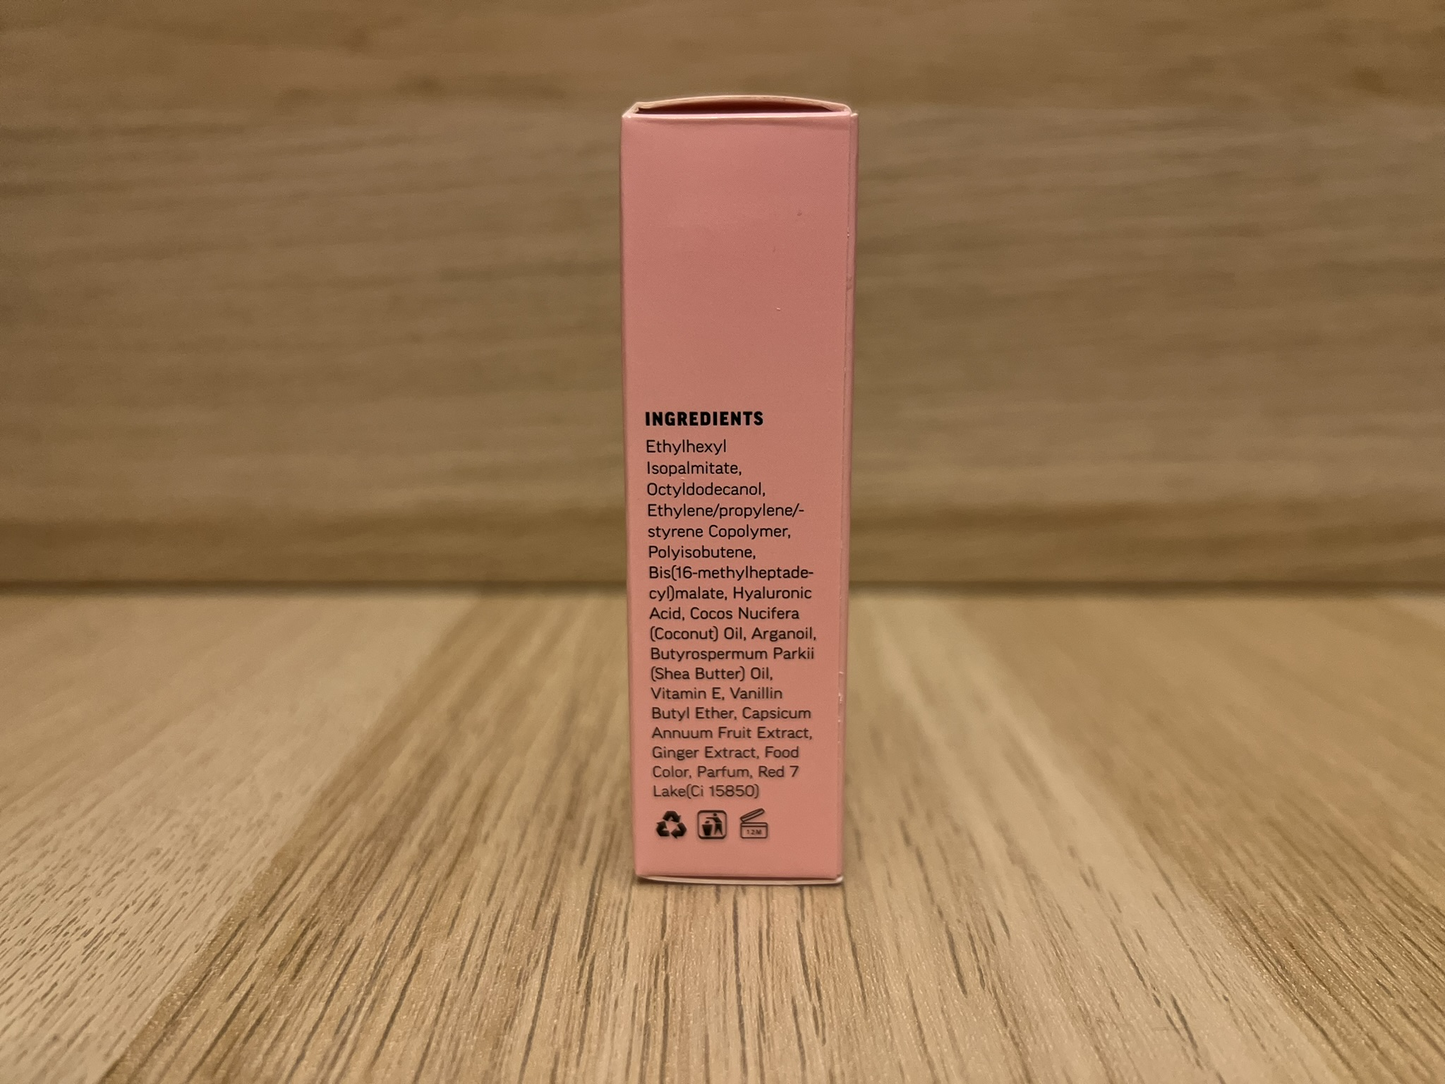 INGREDIENTS
Ethylhexyl
Isopalmitate,
Octyldodecanol,
Ethylene/propylene/-
styrene Copolymer,
Polyisobutene,
Bis(16-methylheptade-
cyl)malate, Hyaluronic
Acid, Cocos Nucifera
(Coconut) Oil, Arganoil,
Butyrospermum Parkii
(Shea Butter) Oil,
Vitamin E, Vanillin
Butyl Ether, Capsicum
Annuum Fruit Extract,
Ginger Extract, Food
Color, Parfum, Red 7
Lake(Ci 15850)
12M